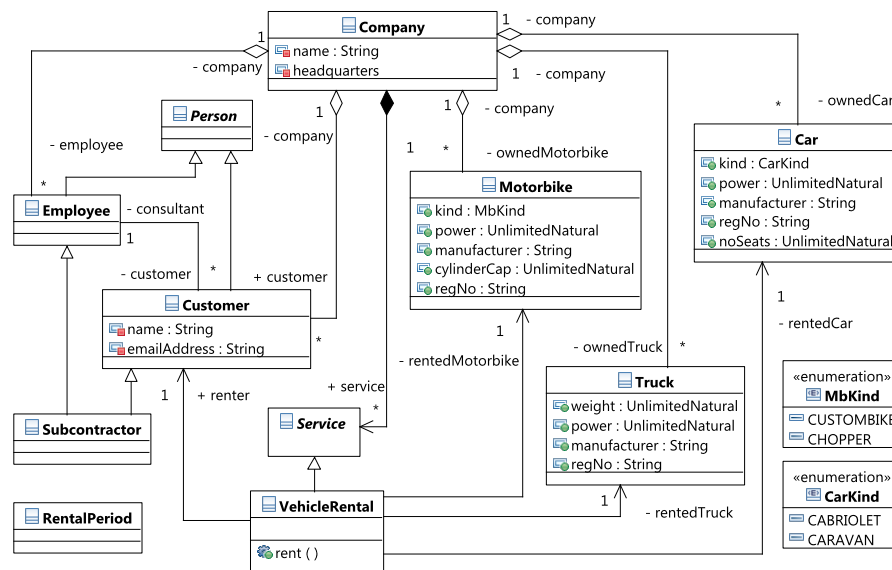 Company
name : String
headquarters
1
- company
1
- company
1
- company
1
- company
1
- company
Person
- employee
*
Employee
- consultant
1
- customer
*
+ customer
*
Customer
name : String
emailAddress : String
1
+ renter
Subcontractor
RentalPeriod
1
+ service
*
Service
VehicleRental
rent ( )
*
- ownedMotorbike
Motorbike
kind : MbKind
power : UnlimitedNatural
manufacturer : String
cylinderCap : UnlimitedNatural
regNo : String
1
- rentedMotorbike
- ownedTruck
*
Truck
weight : UnlimitedNatural
power : UnlimitedNatural
manufacturer : String
regNo : String
1
- rentedTruck
*
- ownedCar
Car
kind : CarKind
power : UnlimitedNatural
manufacturer : String
regNo : String
noSeats : UnlimitedNatural
1
- rentedCar
«enumeration»
MbKind
CUSTOMBIKE
CHOPPER
«enumeration»
CarKind
CABRIOLET
CARAVAN